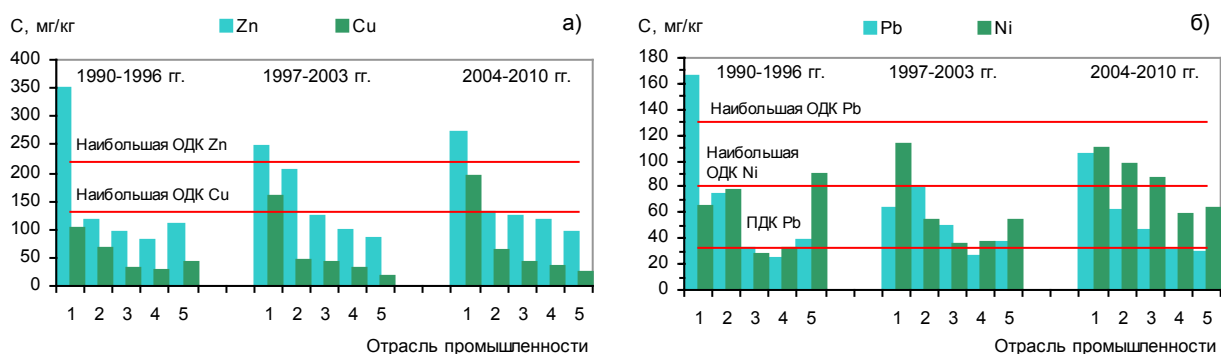 С, мг/кг
Zn Cu
а)
400
350
300
250
200
150
100
50
0
1990-1996 гг. 1997-2003 гг. 2004-2010 гг.
Наибольшая ОДК Zn
Наибольшая ОДК Cu
1 2 3 4 5 1 2 3 4 5 1 2 3 4 5
Отрасль промышленности
С, мг/кг
Pb Ni
б)
180
160
140
120
100
80
60
40
20
0
1990-1996 гг. 1997-2003 гг. 2004-2010 гг.
Наибольшая ОДК Pb
Наибольшая
ОДК Ni
ПДК Pb
1 2 3 4 5 1 2 3 4 5 1 2 3 4 5
Отрасль промышленности